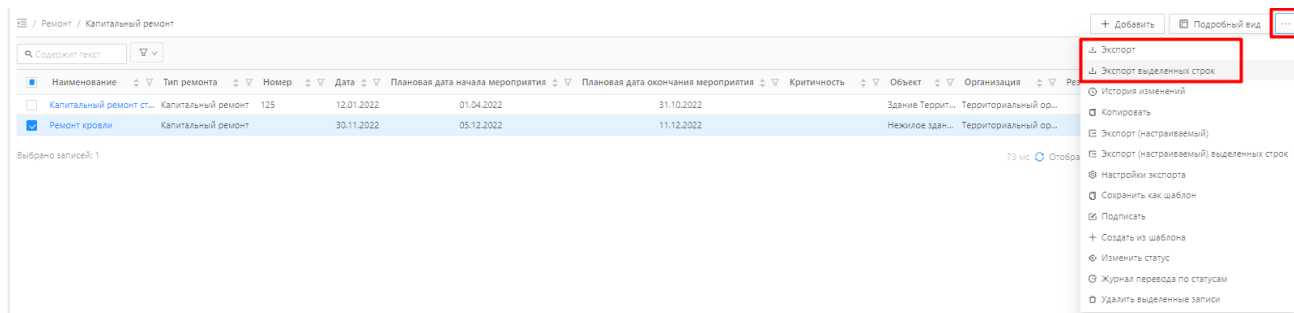 / Ремонт / Капитальный ремонт
+ Добавить
Подробный вид
...
Содержит текст
Наименование Тип ремонта Номер Дата Плановая дата начала мероприятия Плановая дата окончания мероприятия Критичность Объект Организация Рез
Капитальный ремонт ст... Капитальный ремонт 125 12.01.2022 01.04.2022 31.10.2022 Здание Террит... Территориальный ор...
Ремонт кровли Капитальный ремонт 30.11.2022 05.12.2022 11.12.2022 Нежилое здан... Территориальный ор...
Выбрано записей: 1
73 мс Отобра
Экспорт
Экспорт выделенных строк
История изменений
Копировать
Экспорт (настраиваемый)
Экспорт (настраиваемый) выделенных строк
Настройки экспорта
Сохранить как шаблон
Подписать
Создать из шаблона
Изменить статус
Журнал перевода по статусам
Удалить выделенные записи